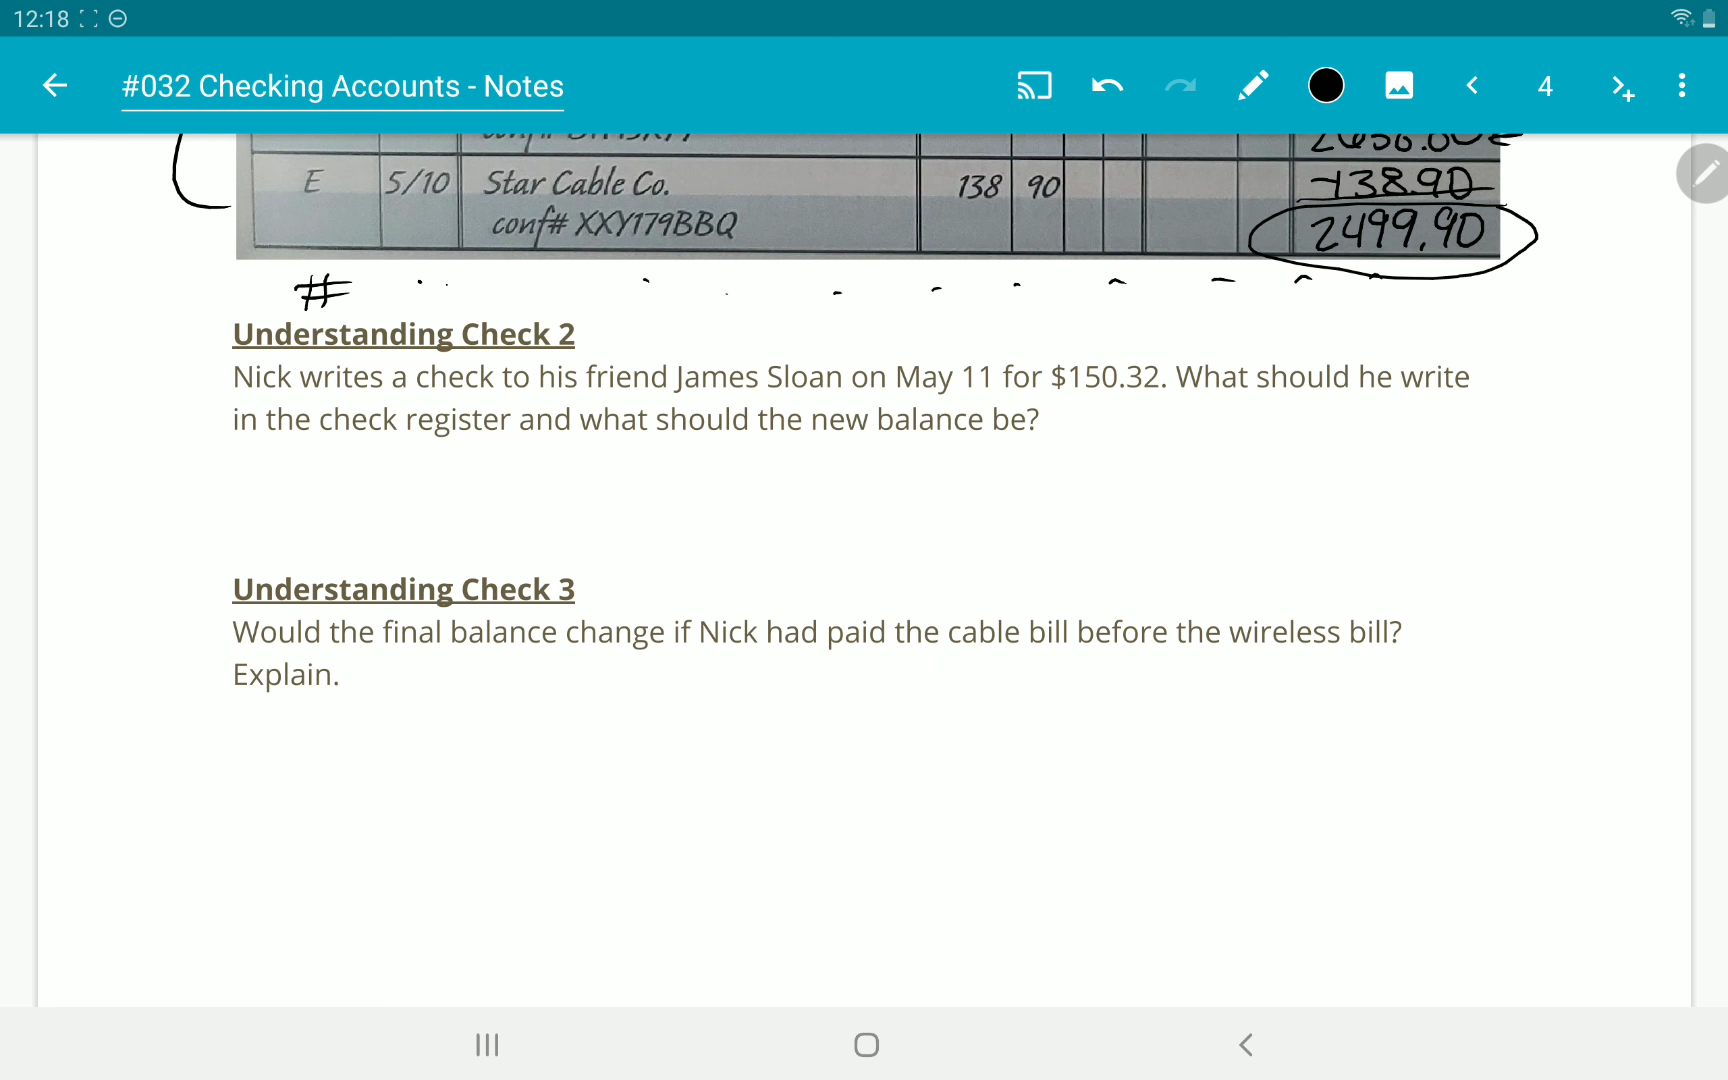 12:18
#032 Checking Accounts - Notes
4
E 5/10 Star Cable Co. 138 90 -138.90
conf# XXY179BBQ 2499.90
#
Understanding Check 2
Nick writes a check to his friend James Sloan on May 11 for $150.32. What should he write
in the check register and what should the new balance be?
Understanding Check 3
Would the final balance change if Nick had paid the cable bill before the wireless bill?
Explain.